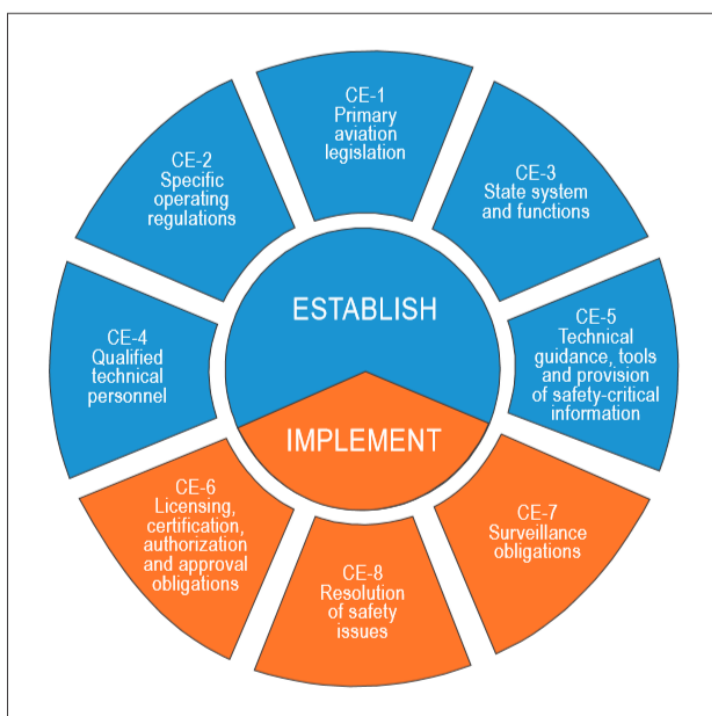 CE-1
Primary
aviation
legislation
CE-2
Specific
operating
regulations
CE-3
State system
and functions
ESTABLISH
CE-4
Qualified
technical
personnel
CE-5
Technical
guidance, tools
and provision
of safety-critical
information
IMPLEMENT
CE-6
Licensing,
certification,
authorization
and approval
obligations
CE-7
Surveillance
obligations
CE-8
Resolution
of safety
issues